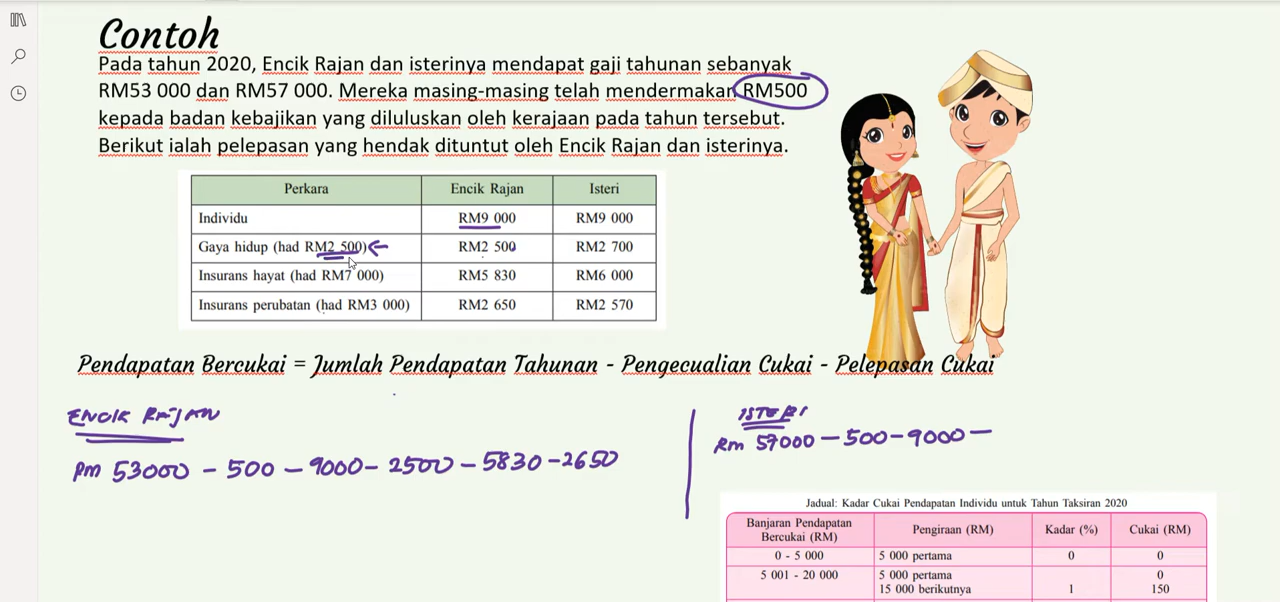 Contoh
Pada tahun 2020, Encik Rajan dan isterinya mendapat gaji tahunan sebanyak
RM53 000 dan RM57 000. Mereka masing-masing telah mendermakan RM500
kepada badan kebajikan yang diluluskan oleh kerajaan pada tahun tersebut.
Berikut ialah pelepasan yang hendak dituntut oleh Encik Rajan dan isterinya.
Perkara Encik Rajan Isteri
Individu RM9 000 RM9 000
Gaya hidup (had RM2 500) RM2 500 RM2 700
Insurans hayat (had RM7 000) RM5 830 RM6 000
Insurans perubatan (had RM3 000) RM2 650 RM2 570
Pendapatan Bercukai = Jumlah Pendapatan Tahunan - Pengecualian Cukai - Pelepasan Cukai
ENCIK RAJAN
Rm 53000 - 500 - 9000 - 2500 - 5830 - 2650
ISTERI
Rm 57000 - 500 - 9000 -
Jadual: Kadar Cukai Pendapatan Individu untuk Tahun Taksiran 2020
Banjaran Pendapatan Bercukai (RM) Pengiraan (RM) Kadar (%) Cukai (RM)
0 - 5 000 5 000 pertama 0 0
5 001 - 20 000 5 000 pertama 0
15 000 berikutnya 1 150